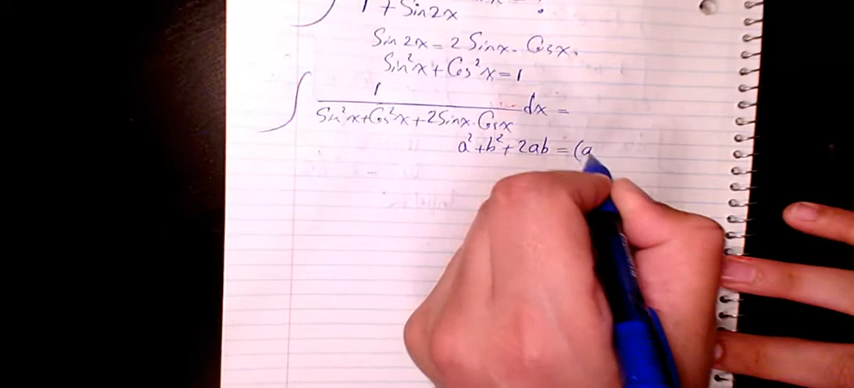 ∫ 1 + Sin2x ?
Sin 2x = 2 Sinx. Cosx.
Sin²x + Cos²x = 1
∫ 1 / Sin²x + Cos²x + 2Sinx. Cosx dx =
a² + b² + 2ab = (a